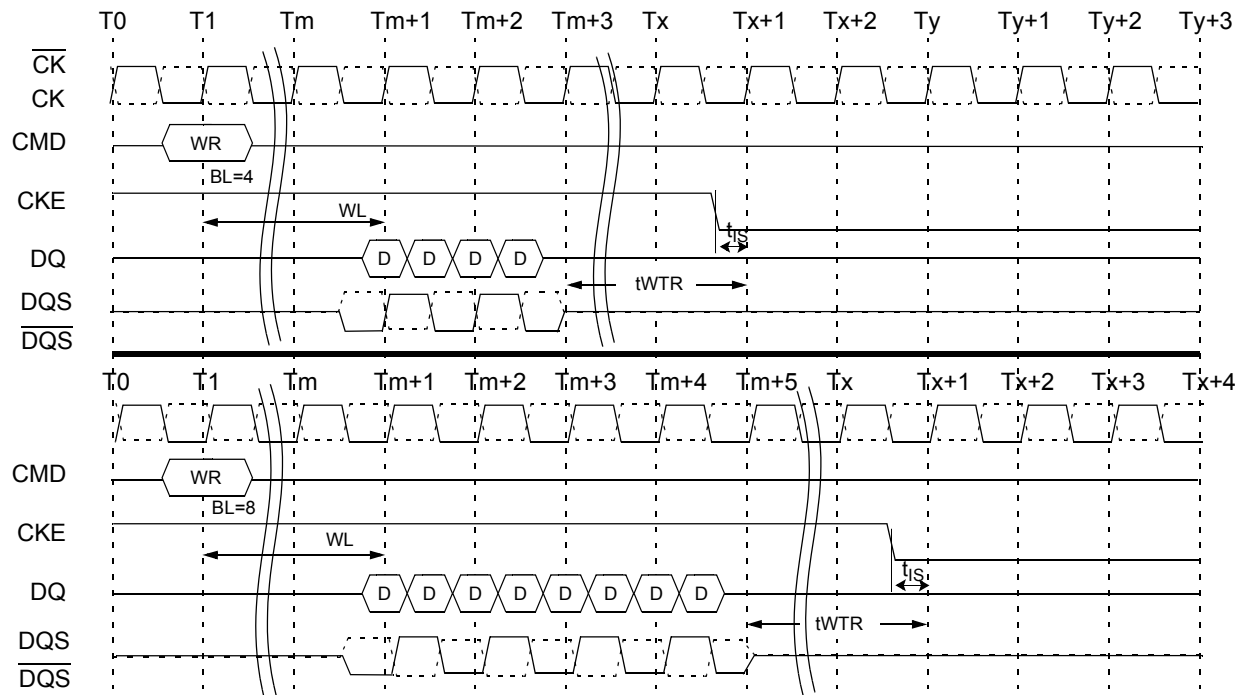 T0 T1 Tm Tm+1 Tm+2 Tm+3 Tx Tx+1 Tx+2 Ty Ty+1 Ty+2 Ty+3
CK
CK
CMD WR
BL=4
CKE
WL
tIS
DQ D D D D
tWTR
DQS
DQS
T0 T1 Tm Tm+1 Tm+2 Tm+3 Tm+4 Tm+5 Tx Tx+1 Tx+2 Tx+3 Tx+4
CMD WR
BL=8
CKE
WL
tIS
DQ D D D D D D D D
tWTR
DQS
DQS